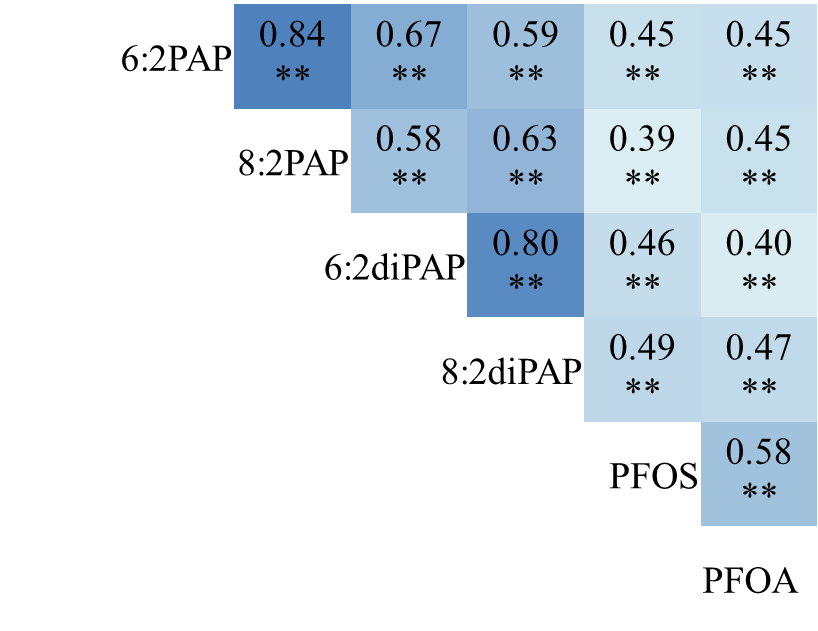 0.84 0.67 0.59 0.45 0.45
6:2PAP ** ** ** ** **
0.58 0.63 0.39 0.45
8:2PAP ** ** ** **
0.80 0.46 0.40
6:2diPAP ** ** **
0.49 0.47
8:2diPAP ** **
0.58
PFOS **
PFOA